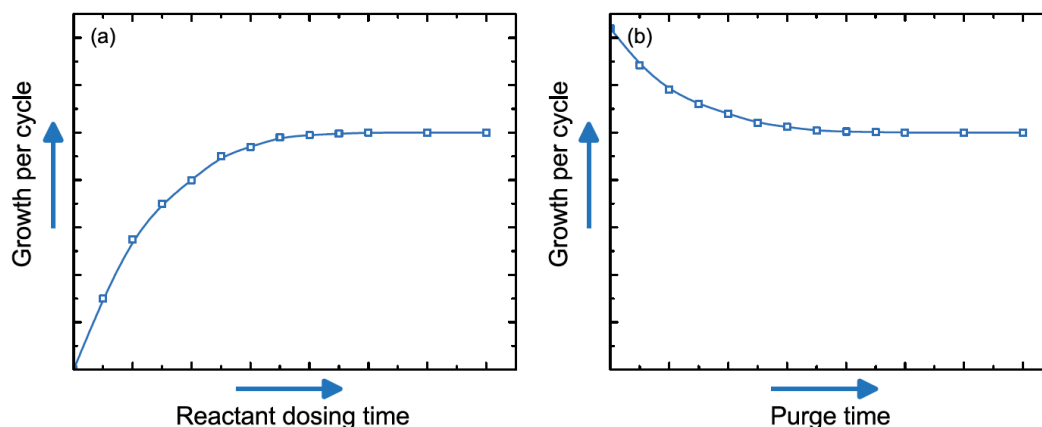 (a)
Growth per cycle
Reactant dosing time
(b)
Growth per cycle
Purge time